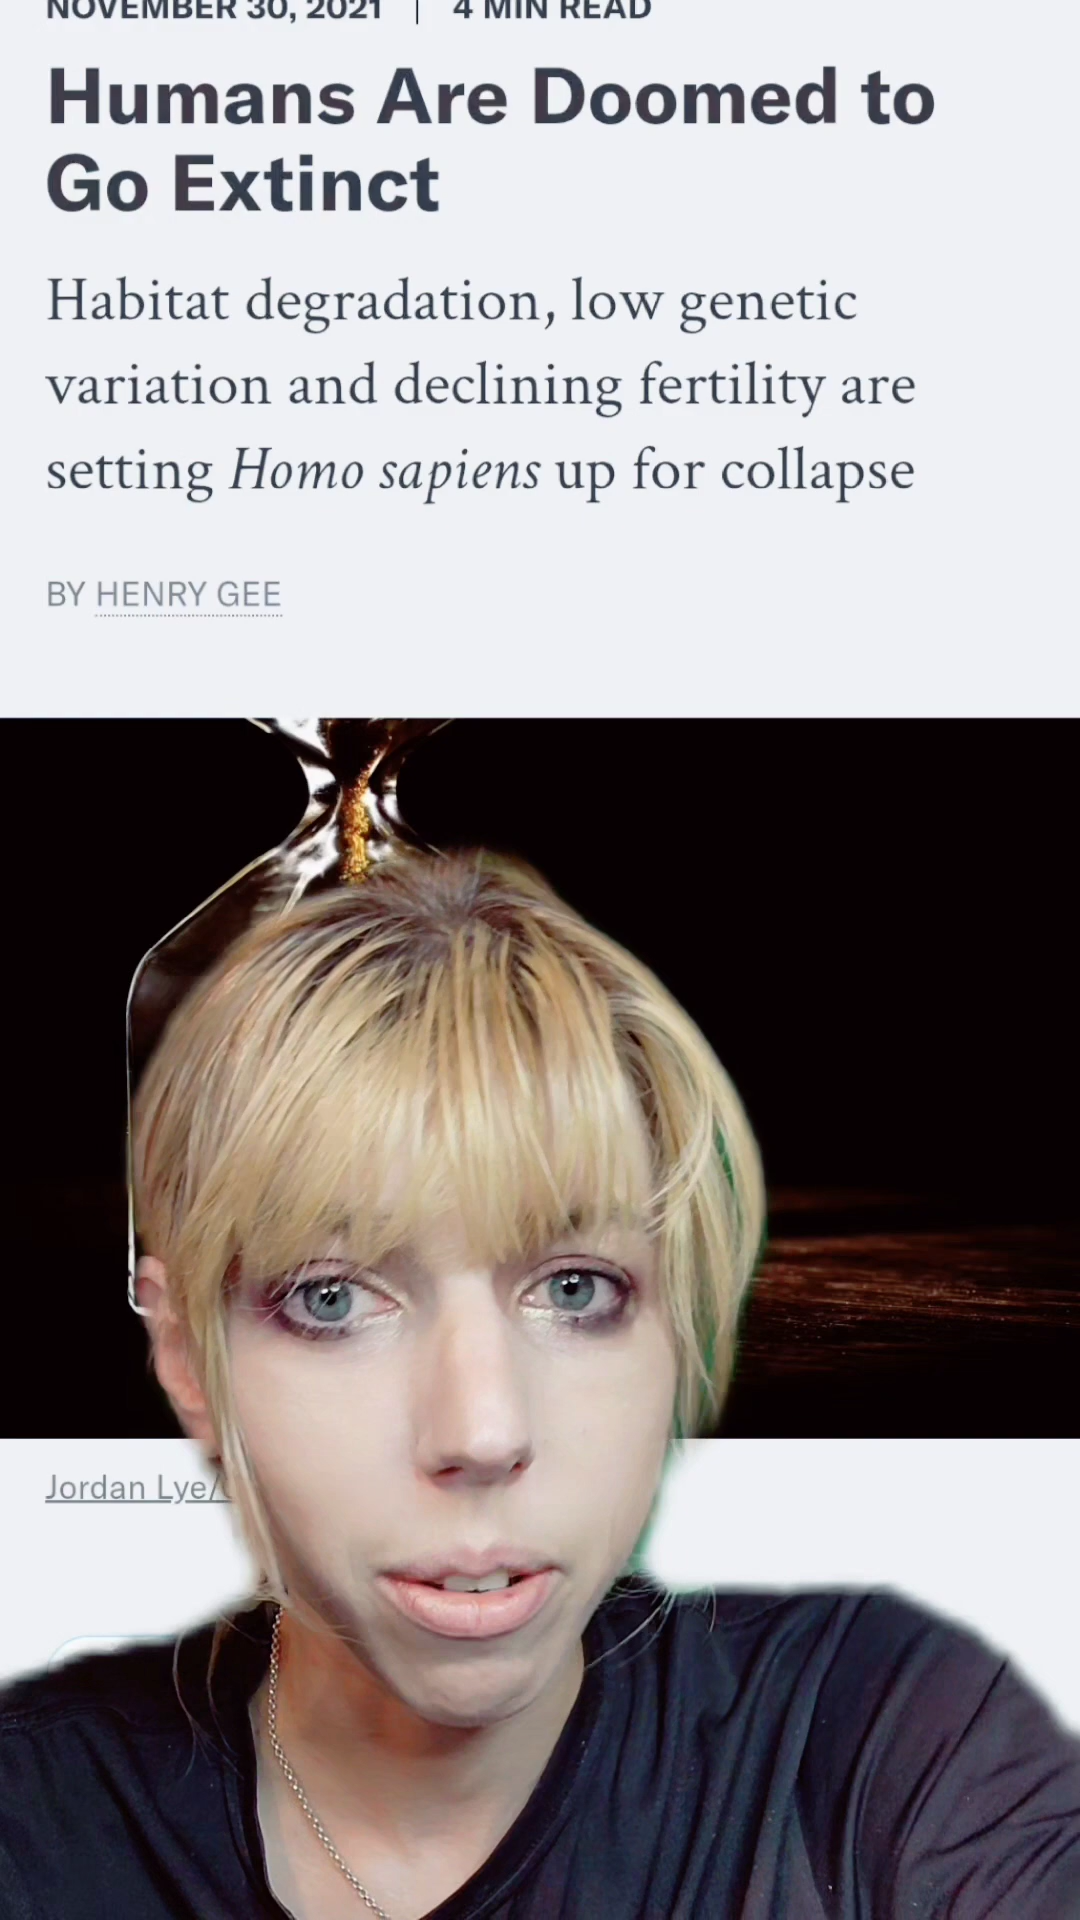 NOVEMBER 30, 2021 | 4 MIN READ
Humans Are Doomed to
Go Extinct
Habitat degradation, low genetic
variation and declining fertility are
setting Homo sapiens up for collapse
BY HENRY GEE
Jordan Lye/